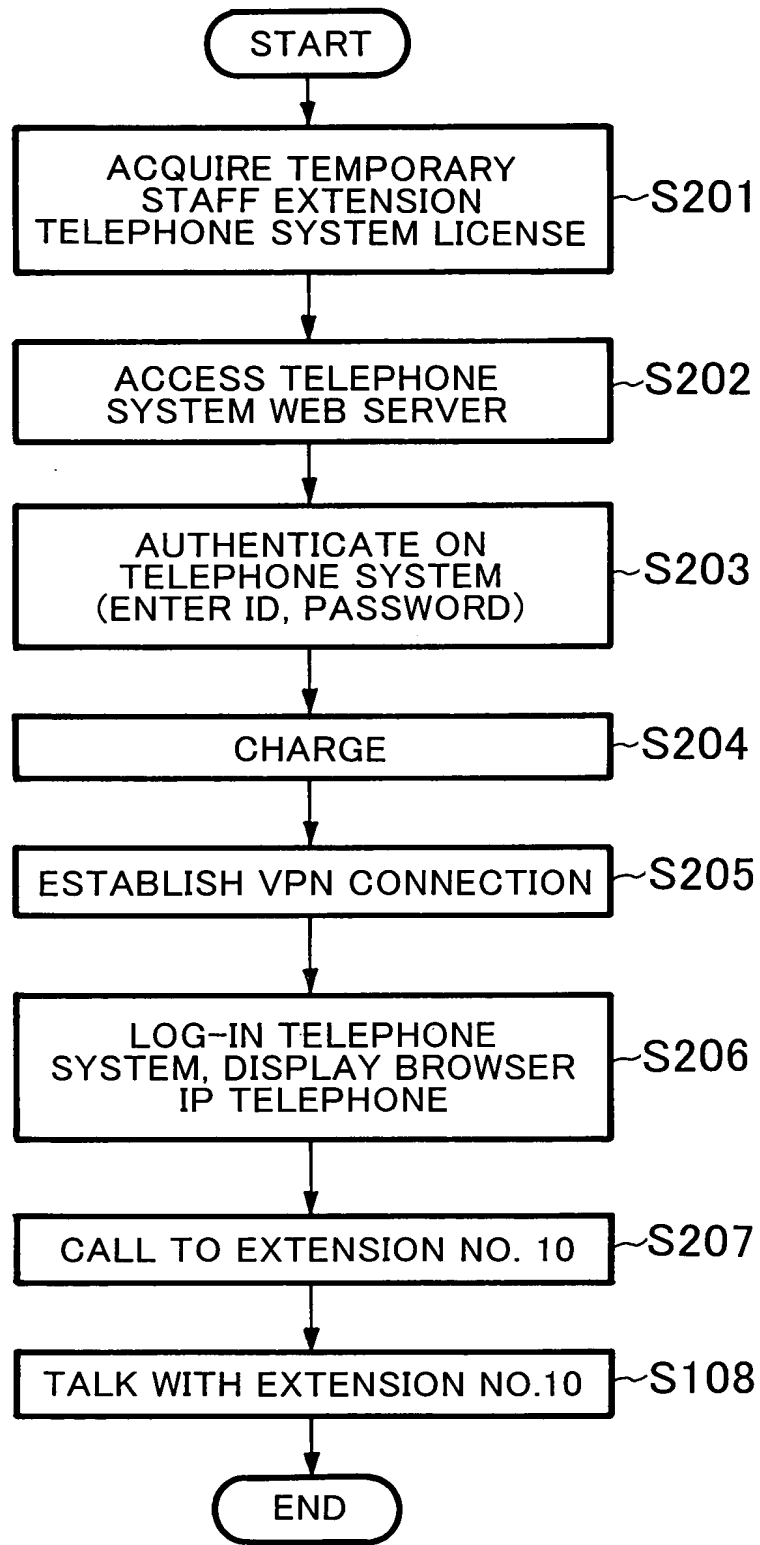 START
ACQUIRE TEMPORARY
STAFF EXTENSION
TELEPHONE SYSTEM LICENSE
S201
ACCESS TELEPHONE
SYSTEM WEB SERVER
S202
AUTHENTICATE ON
TELEPHONE SYSTEM
(ENTER ID, PASSWORD)
S203
CHARGE
S204
ESTABLISH VPN CONNECTION
S205
LOG-IN TELEPHONE
SYSTEM, DISPLAY BROWSER
IP TELEPHONE
S206
CALL TO EXTENSION NO. 10
S207
TALK WITH EXTENSION NO.10
S108
END